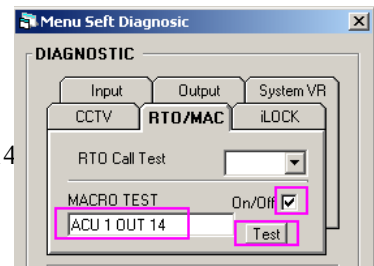 Menu Seft Diagnosic
DIAGNOSTIC
Input Output System VR
CCTV RTO/MAC iLOCK
4
RTO Call Test
MACRO TEST On/Off
ACU 1 OUT 14
Test